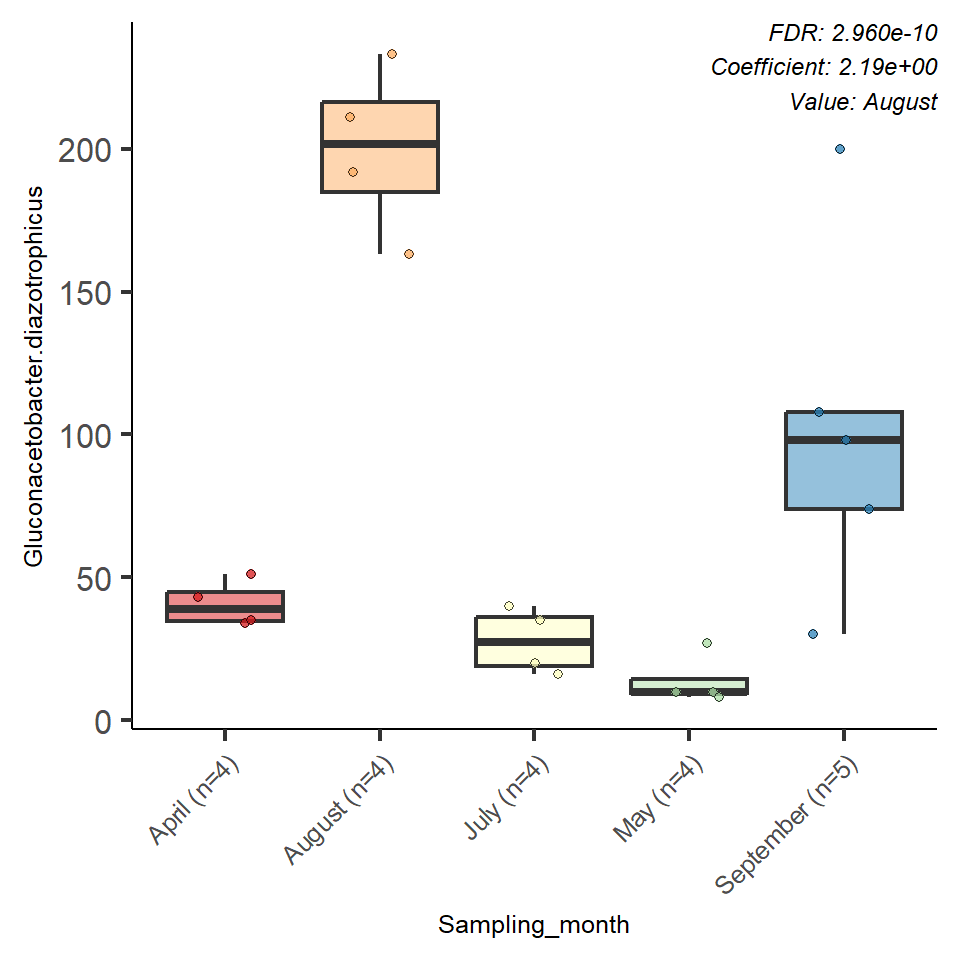 FDR: 2.960e-10
Coefficient: 2.19e+00
Value: August
Gluconacetobacter.diazotrophicus
200
150
100
50
0
April (n=4)
August (n=4)
July (n=4)
May (n=4)
September (n=5)
Sampling_month